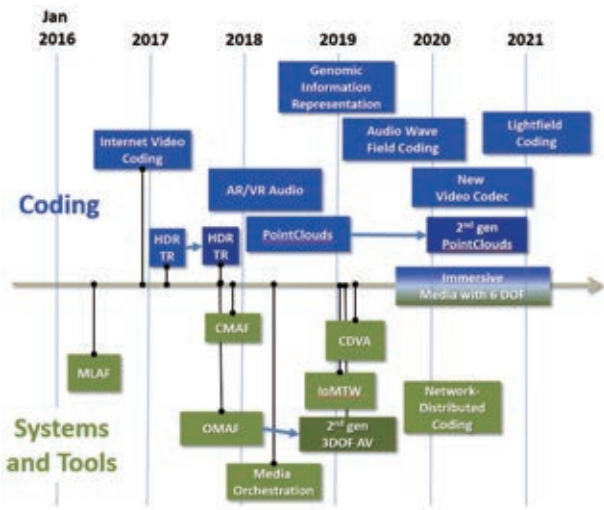 Jan
2016 2017 2018 2019 2020 2021
Genomic
Information
Representation
Audio Wave
Field Coding
Lightfield
Coding
Internet Video
Coding
AR/VR Audio
New
Video Codec
Coding
HDR
TR
HDR
TR
PointClouds
2nd gen
PointClouds
Immersive
Media with 6 DOF
CMAF
CDVA
MLAF
IoMTW
Network-
Distributed
Coding
OMAF
2nd gen
3DOF AV
Systems
and Tools
Media
Orchestration